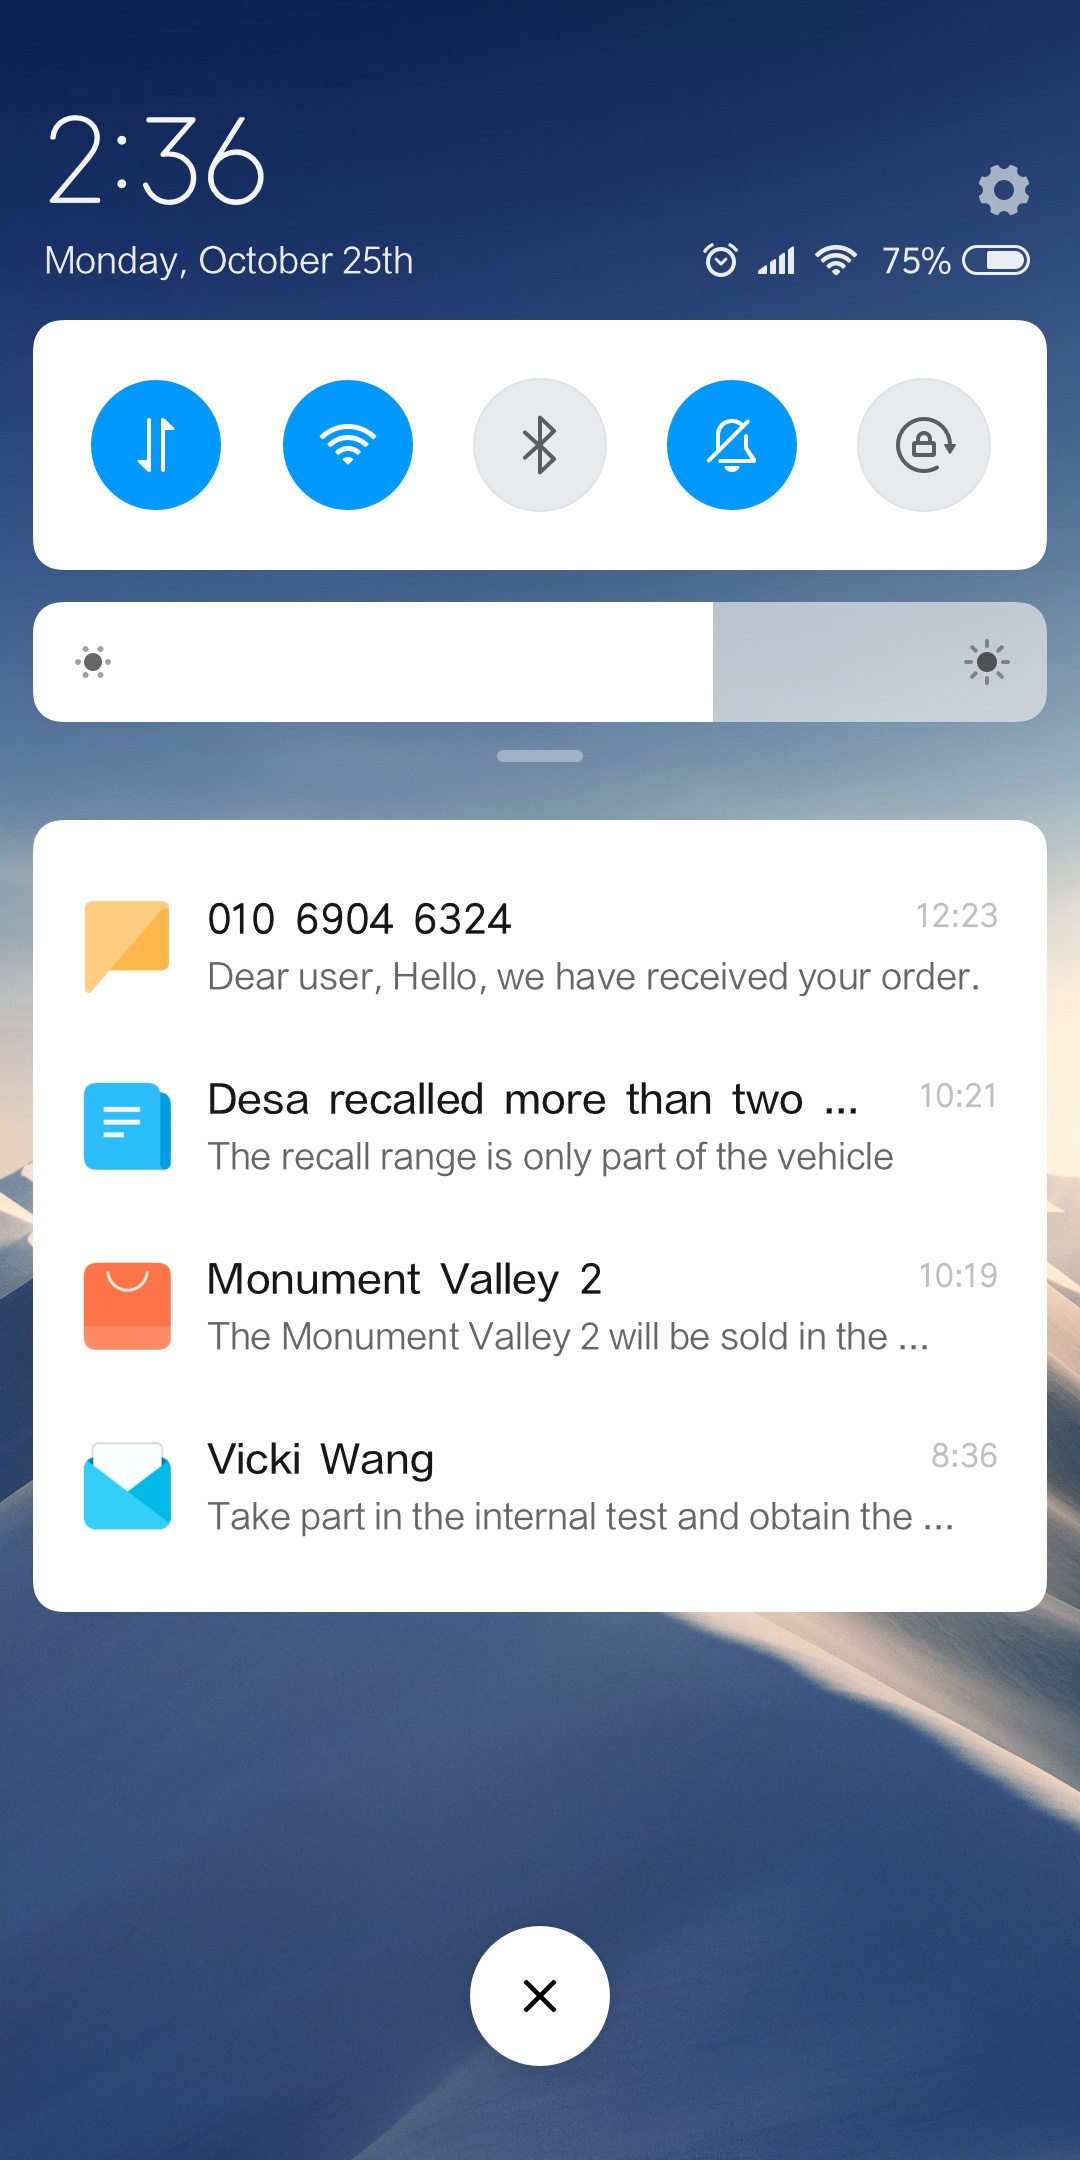 2:36
Monday, October 25th
75%
010 6904 6324
12:23
Dear user, Hello, we have received your order.
Desa recalled more than two ...
10:21
The recall range is only part of the vehicle
Monument Valley 2
10:19
The Monument Valley 2 will be sold in the ...
Vicki Wang
8:36
Take part in the internal test and obtain the ...